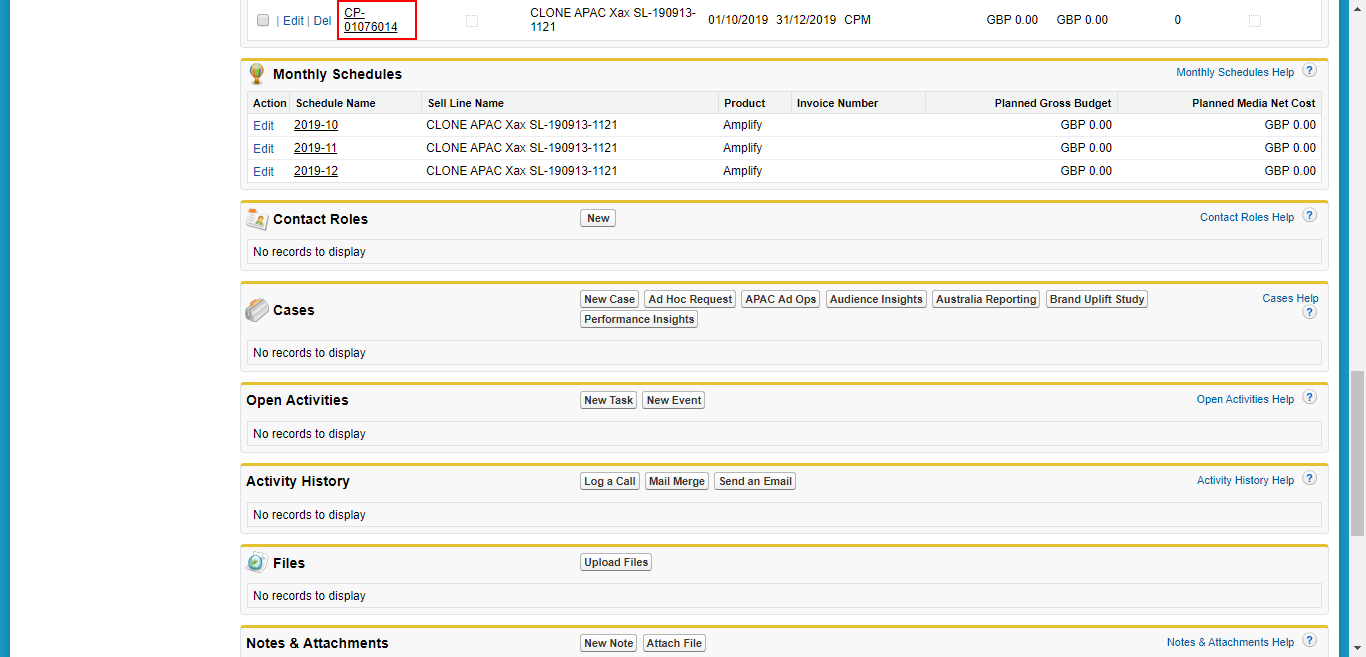 | Edit | Del CP-01076014 CLONE APAC Xax SL-190913-1121 01/10/2019 31/12/2019 CPM GBP 0.00 GBP 0.00 0
Monthly Schedules Monthly Schedules Help ?
Action Schedule Name Sell Line Name Product Invoice Number Planned Gross Budget Planned Media Net Cost
Edit 2019-10 CLONE APAC Xax SL-190913-1121 Amplify GBP 0.00 GBP 0.00
Edit 2019-11 CLONE APAC Xax SL-190913-1121 Amplify GBP 0.00 GBP 0.00
Edit 2019-12 CLONE APAC Xax SL-190913-1121 Amplify GBP 0.00 GBP 0.00
Contact Roles New Contact Roles Help ?
No records to display
Cases New Case Ad Hoc Request APAC Ad Ops Audience Insights Australia Reporting Brand Uplift Study Cases Help ?
Performance Insights
No records to display
Open Activities New Task New Event Open Activities Help ?
No records to display
Activity History Log a Call Mail Merge Send an Email Activity History Help ?
No records to display
Files Upload Files
No records to display
Notes & Attachments New Note Attach File Notes & Attachments Help ?